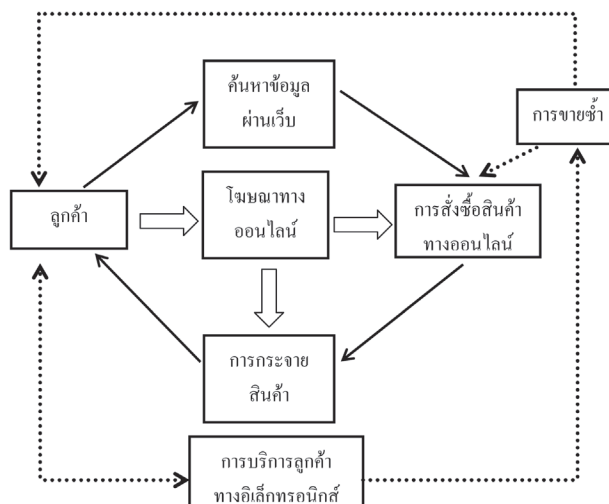 ค้นหาข้อมูล
ผ่านเว็บ
การขายซ้ำ
ลูกค้า
โฆษณาทาง
ออนไลน์
การสั่งซื้อสินค้า
ทางออนไลน์
การกระจาย
สินค้า
การบริการลูกค้า
ทางอิเล็กทรอนิกส์